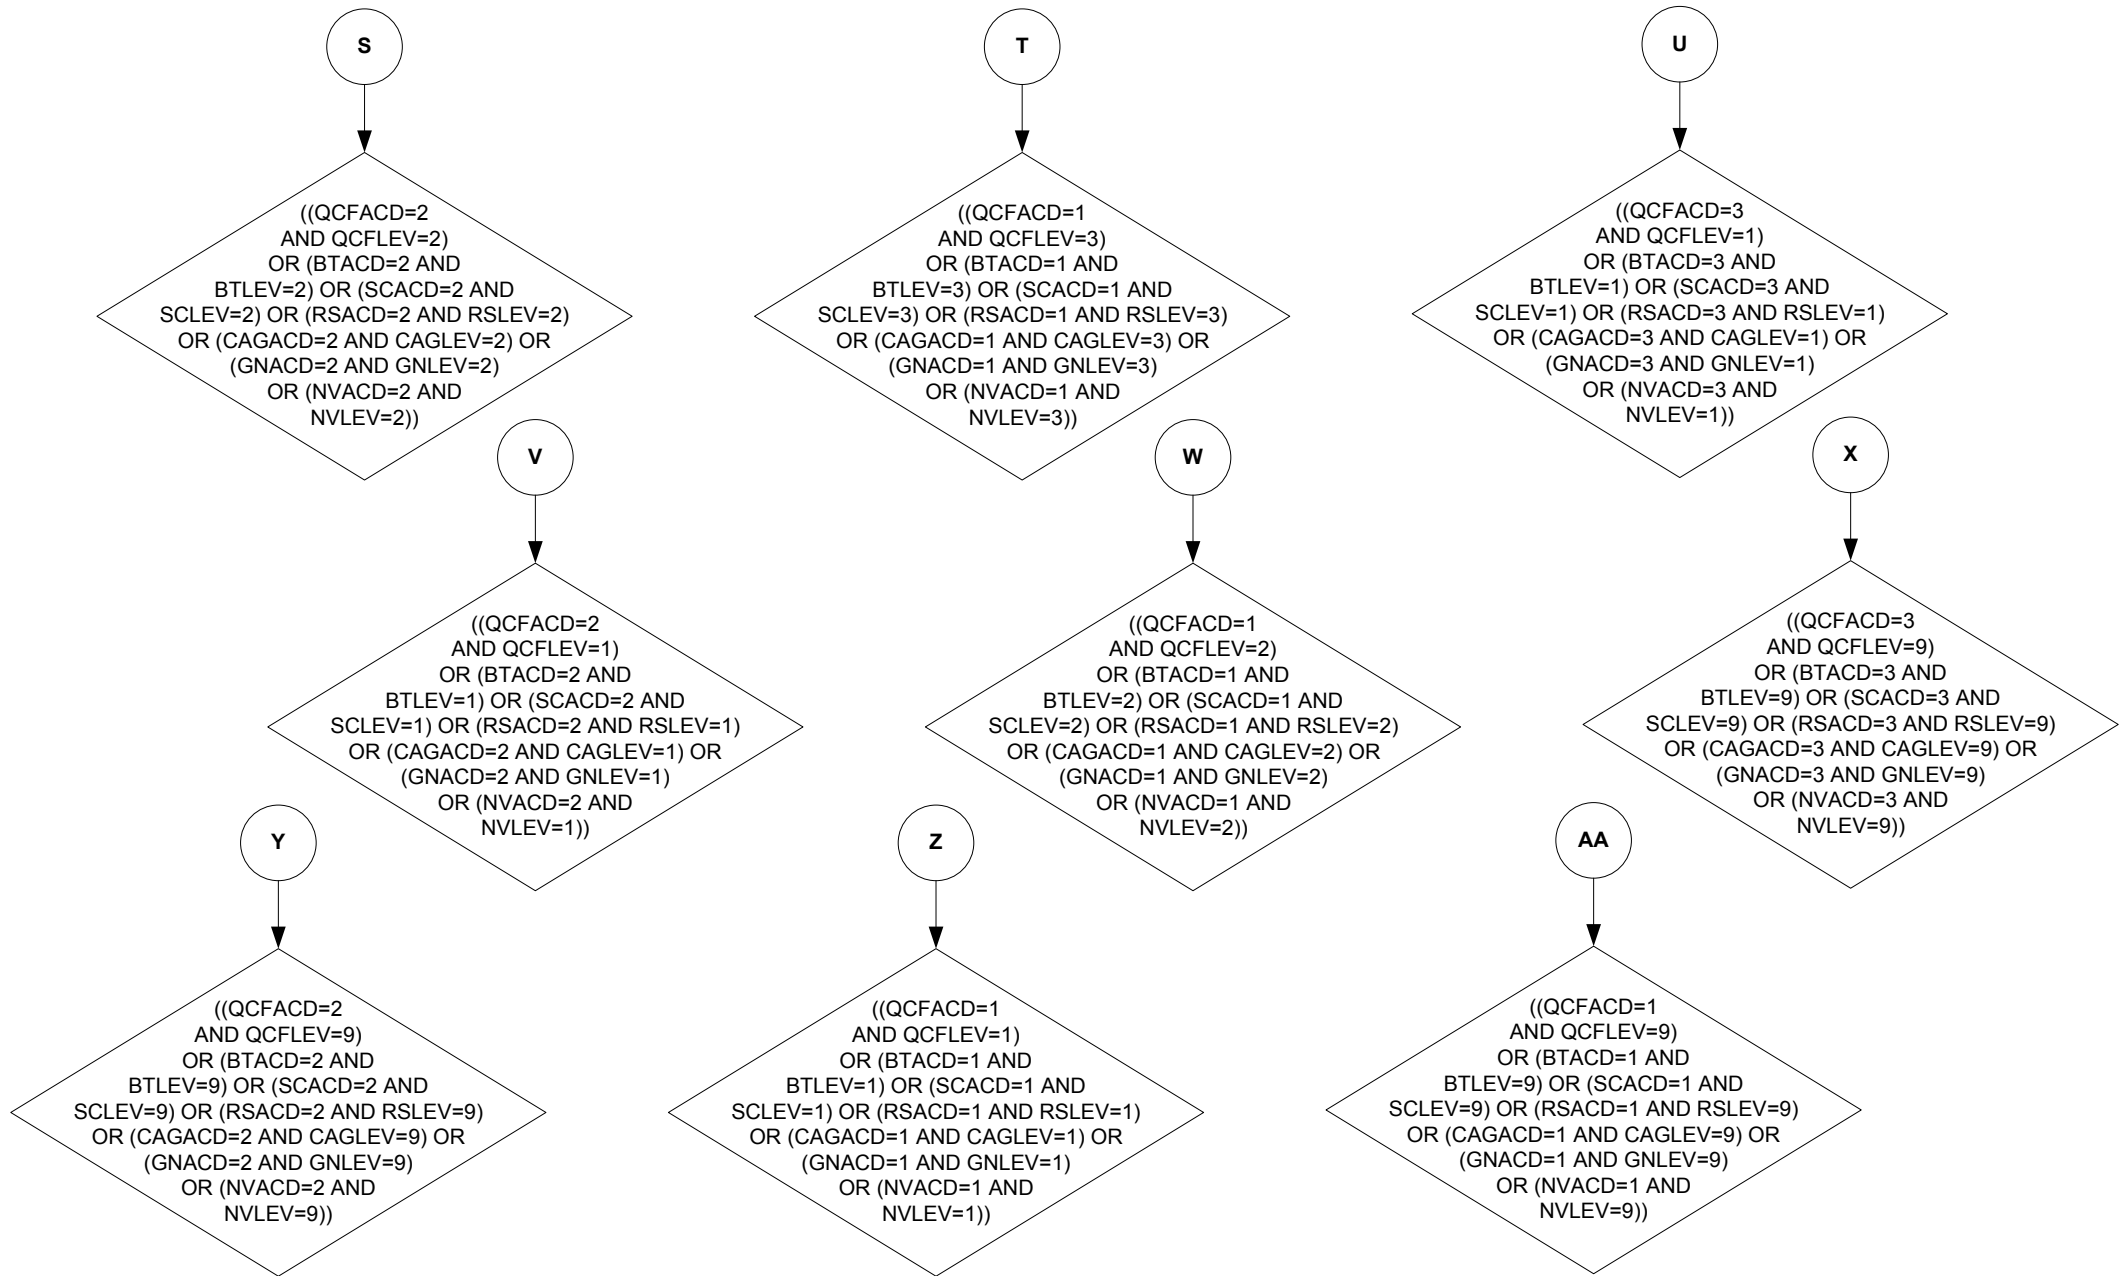 S
((QCFACD=2
AND QCFLEV=2)
OR (BTACD=2 AND
BTLEV=2) OR (SCACD=2 AND
SCLEV=2) OR (RSACD=2 AND RSLEV=2)
OR (CAGACD=2 AND CAGLEV=2) OR
(GNACD=2 AND GNLEV=2)
OR (NVACD=2 AND
NVLEV=2))
T
((QCFACD=1
AND QCFLEV=3)
OR (BTACD=1 AND
BTLEV=3) OR (SCACD=1 AND
SCLEV=3) OR (RSACD=1 AND RSLEV=3)
OR (CAGACD=1 AND CAGLEV=3) OR
(GNACD=1 AND GNLEV=3)
OR (NVACD=1 AND
NVLEV=3))
U
((QCFACD=3
AND QCFLEV=1)
OR (BTACD=3 AND
BTLEV=1) OR (SCACD=3 AND
SCLEV=1) OR (RSACD=3 AND RSLEV=1)
OR (CAGACD=3 AND CAGLEV=1) OR
(GNACD=3 AND GNLEV=1)
OR (NVACD=3 AND
NVLEV=1))
V
((QCFACD=2
AND QCFLEV=1)
OR (BTACD=2 AND
BTLEV=1) OR (SCACD=2 AND
SCLEV=1) OR (RSACD=2 AND RSLEV=1)
OR (CAGACD=2 AND CAGLEV=1) OR
(GNACD=2 AND GNLEV=1)
OR (NVACD=2 AND
NVLEV=1))
W
((QCFACD=1
AND QCFLEV=2)
OR (BTACD=1 AND
BTLEV=2) OR (SCACD=1 AND
SCLEV=2) OR (RSACD=1 AND RSLEV=2)
OR (CAGACD=1 AND CAGLEV=2) OR
(GNACD=1 AND GNLEV=2)
OR (NVACD=1 AND
NVLEV=2))
X
((QCFACD=3
AND QCFLEV=9)
OR (BTACD=3 AND
BTLEV=9) OR (SCACD=3 AND
SCLEV=9) OR (RSACD=3 AND RSLEV=9)
OR (CAGACD=3 AND CAGLEV=9) OR
(GNACD=3 AND GNLEV=9)
OR (NVACD=3 AND
NVLEV=9))
Y
((QCFACD=2
AND QCFLEV=9)
OR (BTACD=2 AND
BTLEV=9) OR (SCACD=2 AND
SCLEV=9) OR (RSACD=2 AND RSLEV=9)
OR (CAGACD=2 AND CAGLEV=9) OR
(GNACD=2 AND GNLEV=9)
OR (NVACD=2 AND
NVLEV=9))
Z
((QCFACD=1
AND QCFLEV=1)
OR (BTACD=1 AND
BTLEV=1) OR (SCACD=1 AND
SCLEV=1) OR (RSACD=1 AND RSLEV=1)
OR (CAGACD=1 AND CAGLEV=1) OR
(GNACD=1 AND GNLEV=1)
OR (NVACD=1 AND
NVLEV=1))
AA
((QCFACD=1
AND QCFLEV=9)
OR (BTACD=1 AND
BTLEV=9) OR (SCACD=1 AND
SCLEV=9) OR (RSACD=1 AND RSLEV=9)
OR (CAGACD=1 AND CAGLEV=9) OR
(GNACD=1 AND GNLEV=9)
OR (NVACD=1 AND
NVLEV=9))